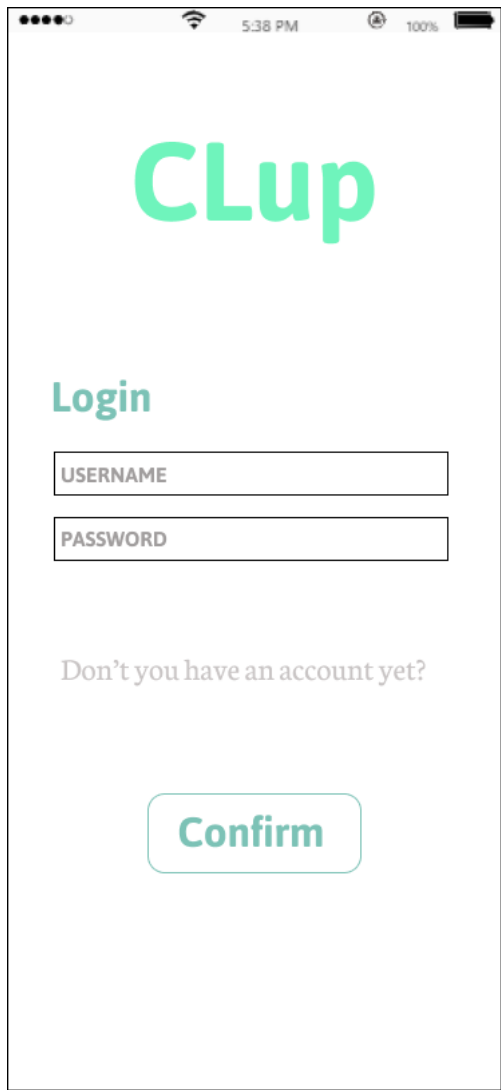 5:38 PM 100%
CLup
Login
USERNAME
PASSWORD
Don’t you have an account yet?
Confirm